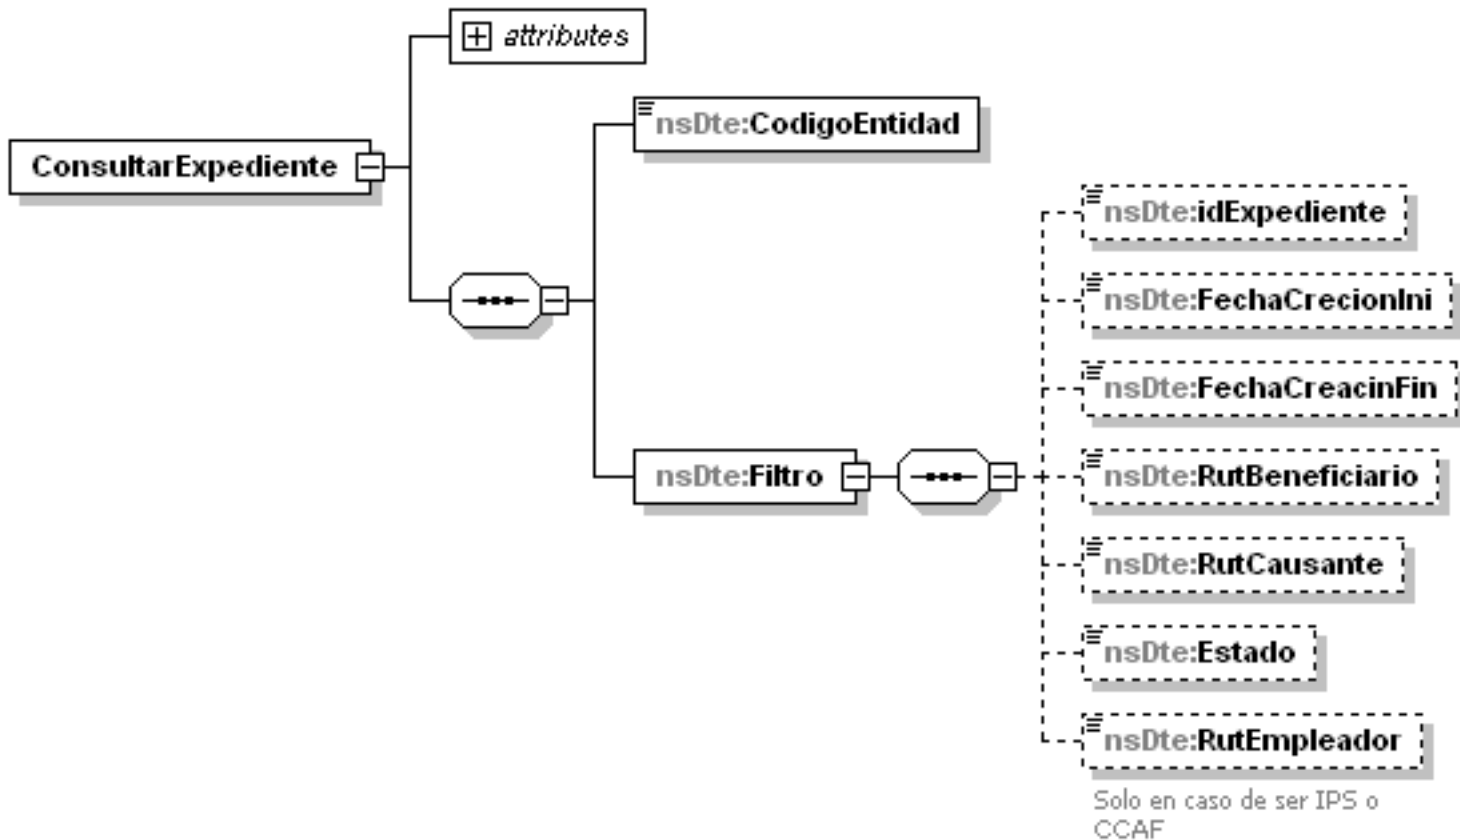 attributes
nsDte:CodigoEntidad
ConsultarExpediente
nsDte:idExpediente
nsDte:FechaCrecionIni
nsDte:FechaCreacinFin
nsDte:Filtro
nsDte:RutBeneficiario
nsDte:RutCausante
nsDte:Estado
nsDte:RutEmpleador
Solo en caso de ser IPS o
CCAF